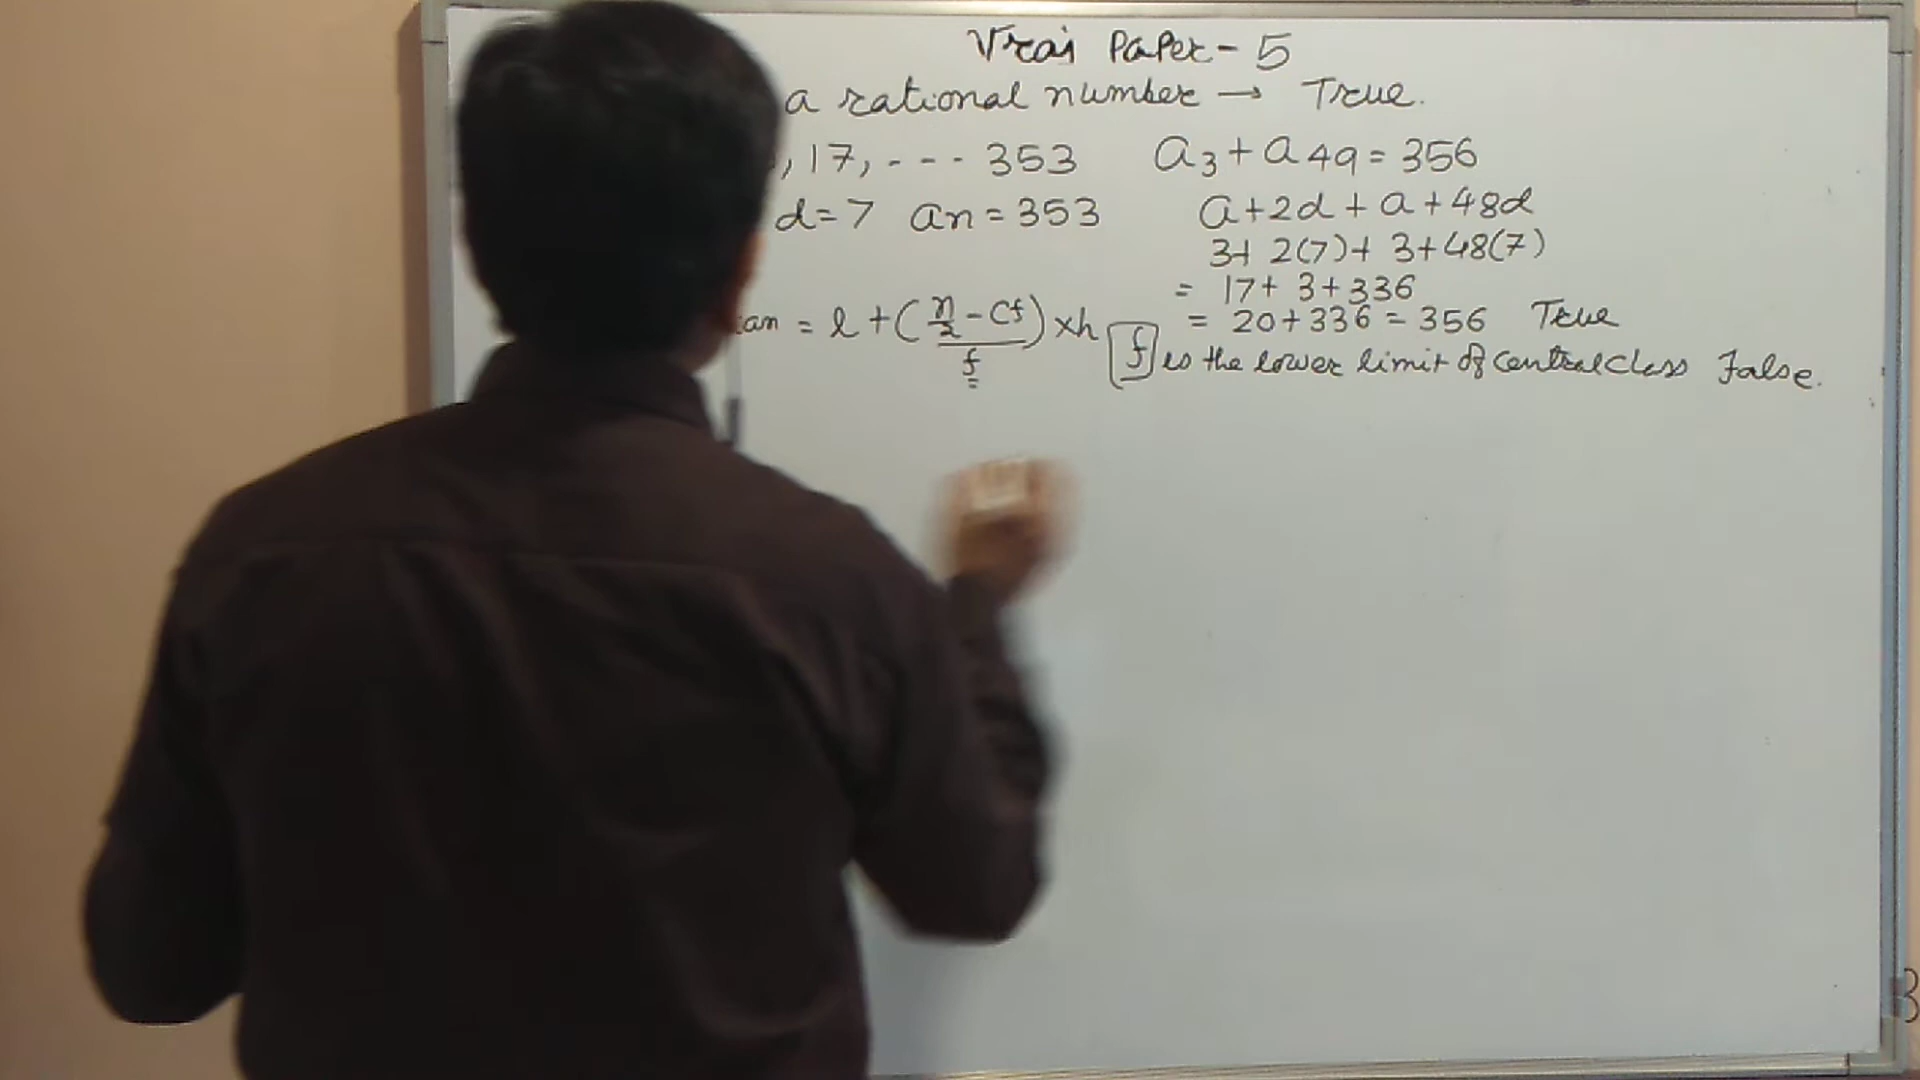 Vrai Paper - 5
a rational number → True.
, 17, - - - 353    a₃ + a₄₉ = 356
d = 7  an = 353    a + 2d + a + 48d
3 + 2(7) + 3 + 48(7)
= 17 + 3 + 336
= 20 + 336 = 356  True
an = l + ((n/2 - Cf)/f) × h  f is the lower limit of central class False.